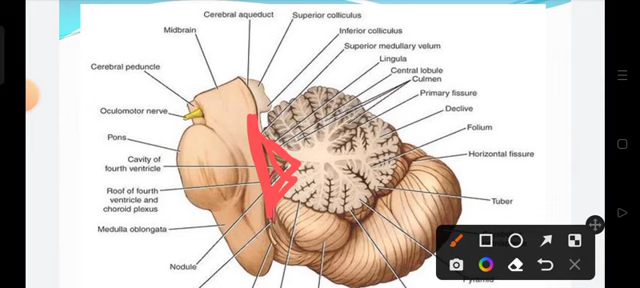 Cerebral aqueduct
Superior colliculus
Midbrain
Inferior colliculus
Superior medullary velum
Lingula
Cerebral peduncle
Central lobule
Culmen
Primary fissure
Oculomotor nerve
Declive
Folium
Pons
Horizontal fissure
Cavity of
fourth ventricle
Roof of fourth
ventricle and
choroid plexus
Tuber
Medulla oblongata
Nodule